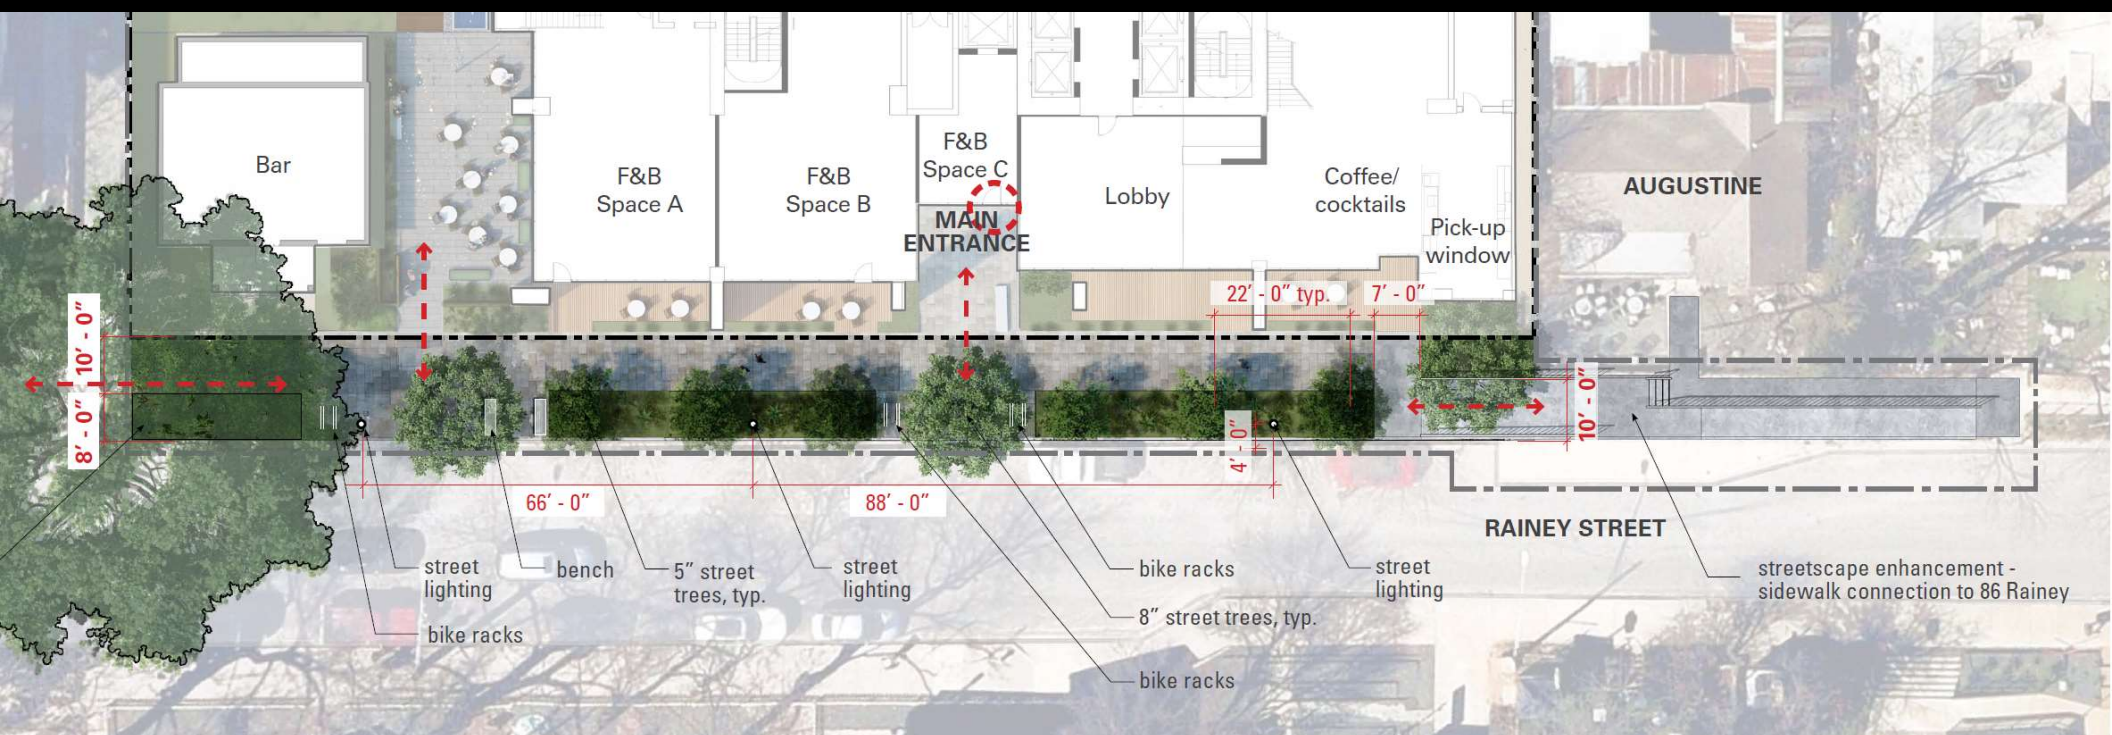 Bar
F&B
Space A
F&B
Space B
F&B
Space C
MAIN
ENTRANCE
Lobby
Coffee/
cocktails
Pick-up
window
AUGUSTINE
22’ - 0” typ.
7’ - 0”
10’ - 0”
8’ - 0”
10’ - 0”
4’ - 0”
66’ - 0”
88’ - 0”
RAINEY STREET
street
lighting
bench
5” street
trees, typ.
street
lighting
bike racks
street
lighting
streetscape enhancement -
sidewalk connection to 86 Rainey
8” street trees, typ.
bike racks
bike racks